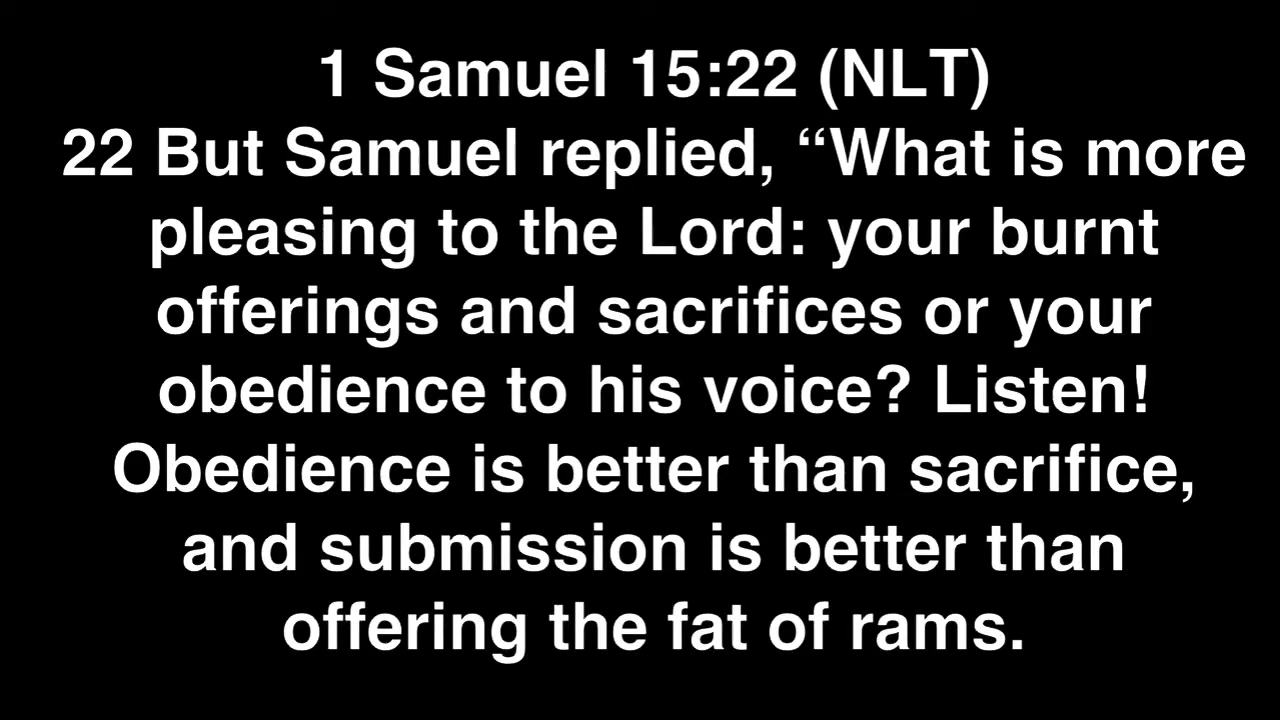 1 Samuel 15:22 (NLT)
22 But Samuel replied, “What is more
pleasing to the Lord: your burnt
offerings and sacrifices or your
obedience to his voice? Listen!
Obedience is better than sacrifice,
and submission is better than
offering the fat of rams.